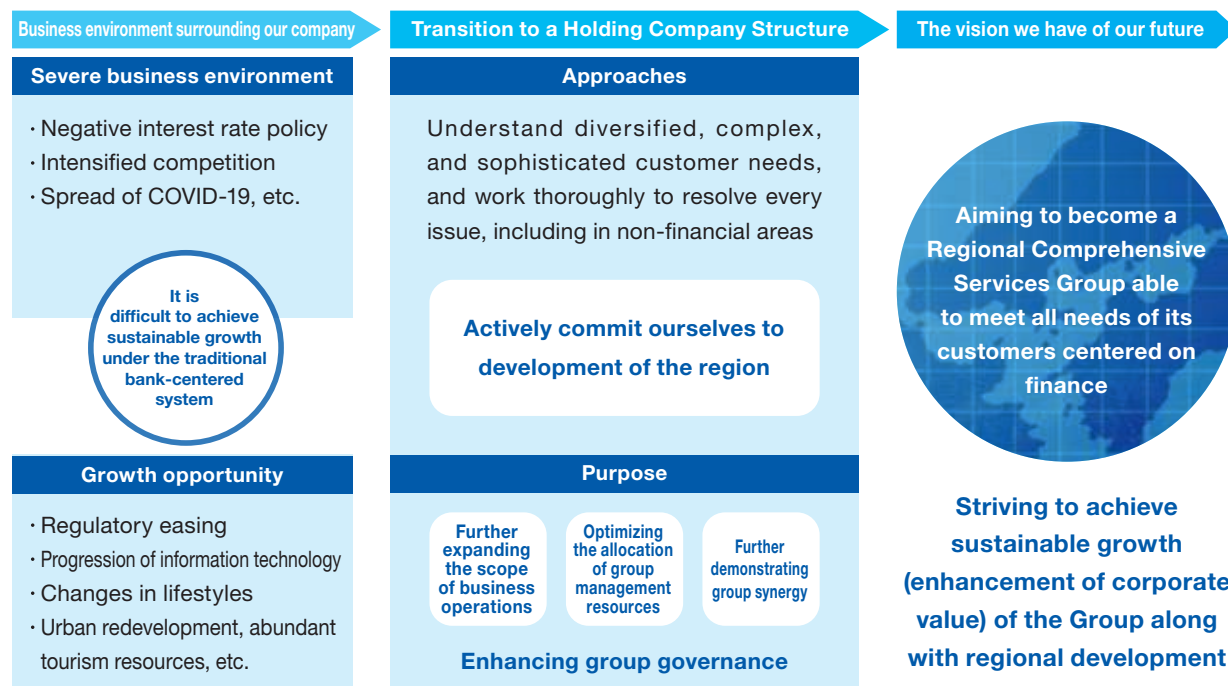 Business environment surrounding our company
Severe business environment
· Negative interest rate policy
· Intensified competition
· Spread of COVID-19, etc.
It is
difficult to achieve
sustainable growth
under the traditional
bank-centered
system
Growth opportunity
· Regulatory easing
· Progression of information technology
· Changes in lifestyles
· Urban redevelopment, abundant
tourism resources, etc.
Transition to a Holding Company Structure
Approaches
Understand diversified, complex,
and sophisticated customer needs,
and work thoroughly to resolve every
issue, including in non-financial areas
Actively commit ourselves to
development of the region
Purpose
Further
expanding
the scope
of business
operations
Optimizing
the allocation
of group
management
resources
Further
demonstrating
group synergy
Enhancing group governance
The vision we have of our future
Aiming to become a
Regional Comprehensive
Services Group able
to meet all needs of its
customers centered on
finance
Striving to achieve
sustainable growth
(enhancement of corporate
value) of the Group along
with regional development